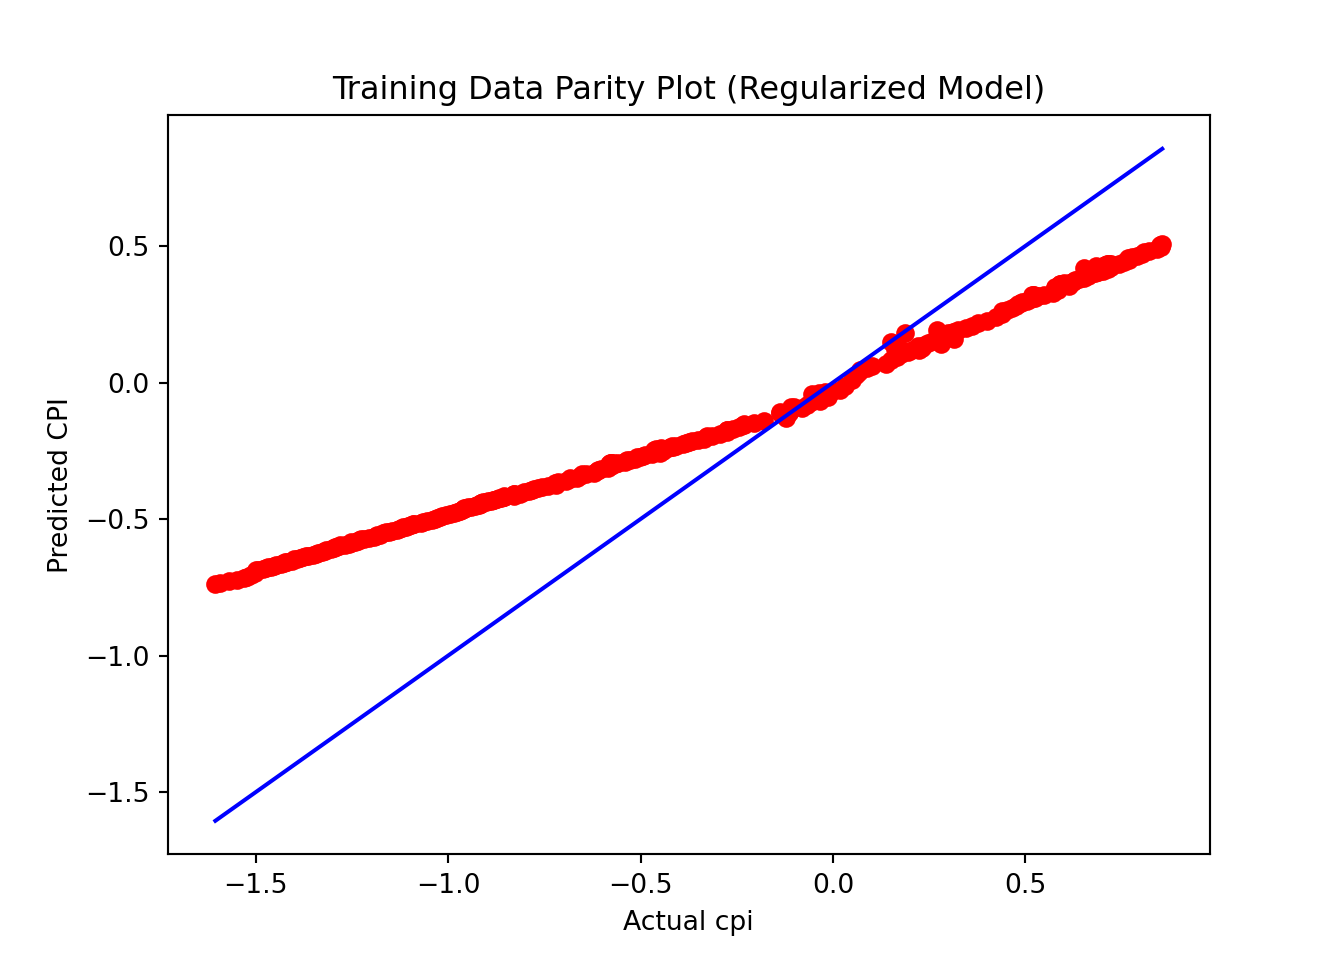 Training Data Parity Plot (Regularized Model)
0.5
0.0
−0.5
−1.0
−1.5
Predicted CPI
−1.5 −1.0 −0.5 0.0 0.5
Actual cpi